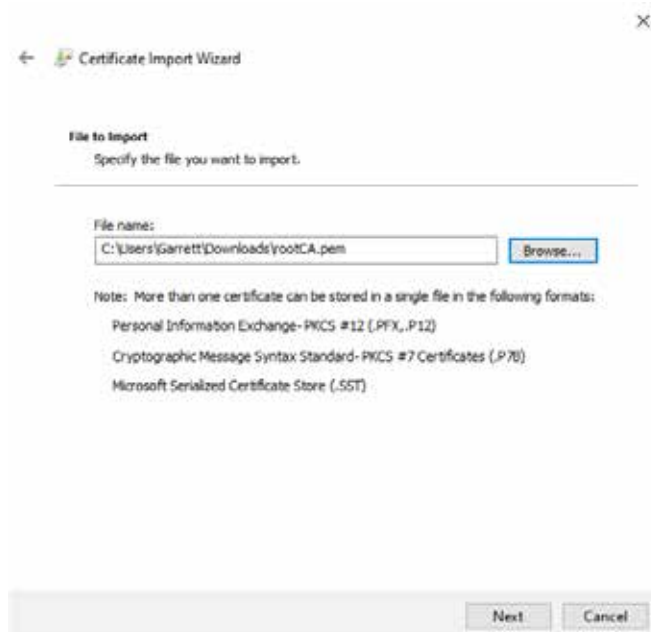 Certificate Import Wizard
File to Import
Specify the file you want to import.
File name:
C:\Users\Garrett\Downloads\rootCA.pem
Browse...
Note: More than one certificate can be stored in a single file in the following formats:
Personal Information Exchange- PKCS #12 (.PFX,.P12)
Cryptographic Message Syntax Standard- PKCS #7 Certificates (.P7B)
Microsoft Serialized Certificate Store (.SST)
Next Cancel